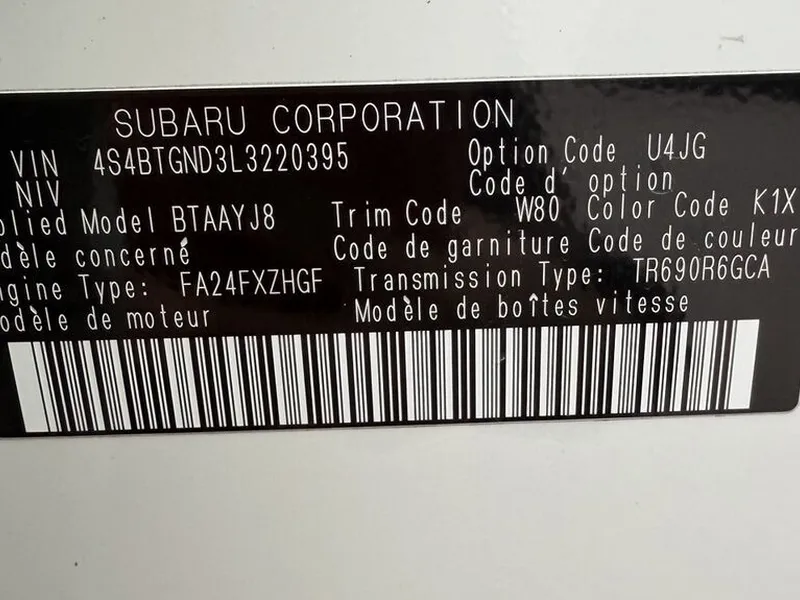 SUBARU CORPORATION
VIN 4S4BTGND3L3220395 Option Code U4JG
NIV Code d' option
plied Model BTAAYJ8 Trim Code W80 Color Code K1X
dèle concerné Code de garniture Code de couleur
gine Type: FA24FXZHGF Transmission Type: TR690R6GCA
odèle de moteur Modèle de boîtes vitesse